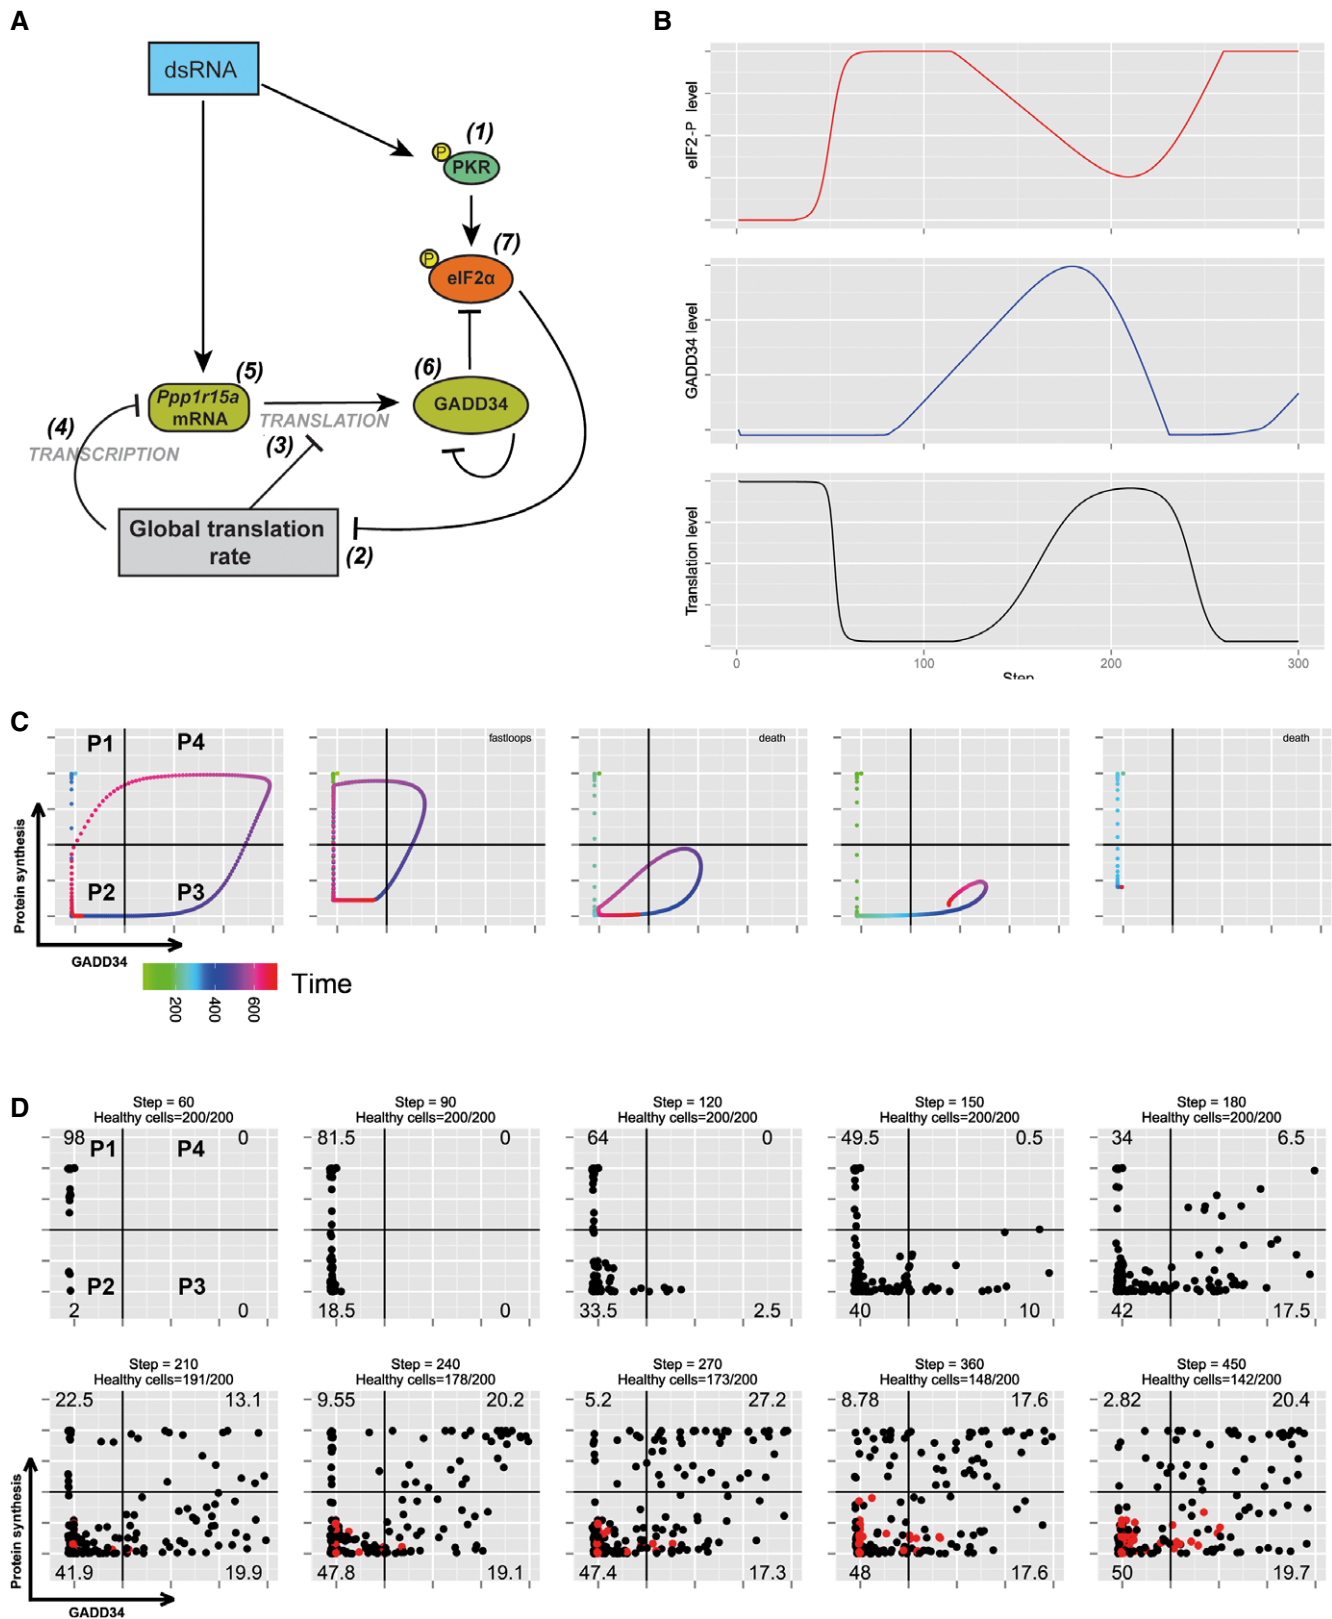 A
dsRNA
(1)
P
PKR
(7)
P
eIF2α
(6)
GADD34
(5)
Ppp1r15a
mRNA
TRANSLATION
(3)
(4)
TRANSCRIPTION
Global translation
rate
(2)
B
eIF2-P level
GADD34 level
Translation level
0 100 200 300
Step
C
P1 P4
P2 P3
fastloops
death
death
Protein synthesis
GADD34
200 400 600
Time
D
Step = 60
Healthy cells=200/200
98 P1 P4 0
P2 P3
2 0
Step = 90
Healthy cells=200/200
81.5 0
18.5 0
Step = 120
Healthy cells=200/200
64 0
33.5 2.5
Step = 150
Healthy cells=200/200
49.5 0.5
40 10
Step = 180
Healthy cells=200/200
34 6.5
42 17.5
Step = 210
Healthy cells=191/200
22.5 13.1
41.9 19.9
Step = 240
Healthy cells=178/200
9.55 20.2
47.8 19.1
Step = 270
Healthy cells=173/200
5.2 27.2
47.4 17.3
Step = 360
Healthy cells=148/200
8.78 17.6
48 17.6
Step = 450
Healthy cells=142/200
2.82 20.4
50 19.7
Protein synthesis
GADD34